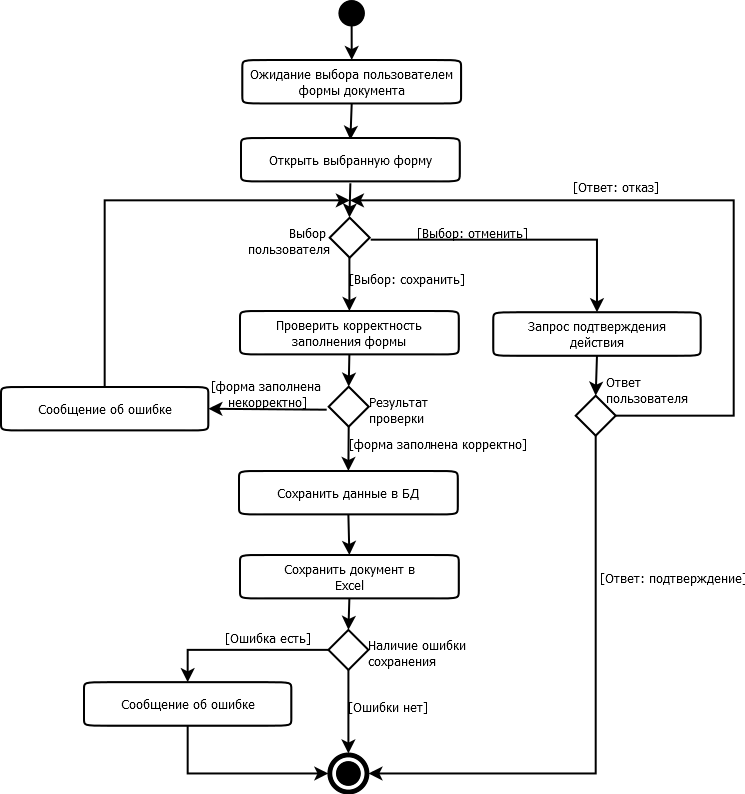 Ожидание выбора пользователем
формы документа
Открыть выбранную форму
[Ответ: отказ]
Выбор
пользователя
[Выбор: отменить]
[Выбор: сохранить]
Проверить корректность
заполнения формы
Запрос подтверждения
действия
[форма заполнена
некорректно]
Сообщение об ошибке
Результат
проверки
Ответ
пользователя
[форма заполнена корректно]
Сохранить данные в БД
Сохранить документ в
Excel
[Ответ: подтверждение]
[Ошибка есть]
Наличие ошибки
сохранения
Сообщение об ошибке
[Ошибки нет]